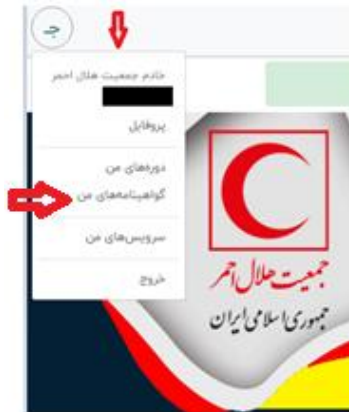 ج
خادم جمعیت هلال احمر
پروفایل
دوره‌های من
گواهینامه‌های من
سرویس‌های من
خروج
جمعیت هلال احمر
جمهوری اسلامی ایران